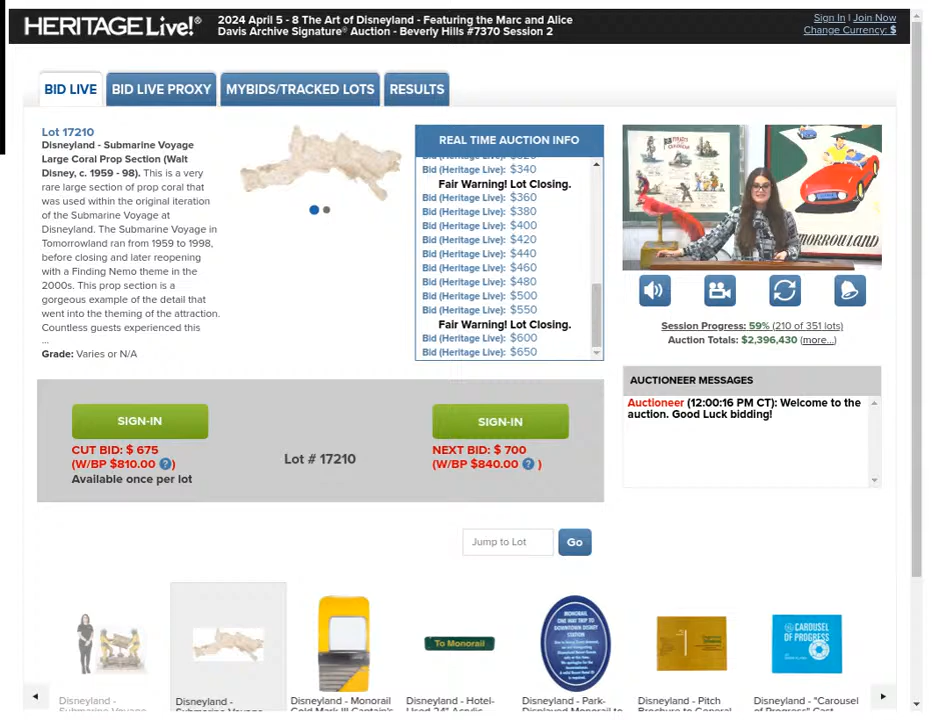 HERITAGE Live!®
2024 April 5 - 8 The Art of Disneyland - Featuring the Marc and Alice
Davis Archive Signature® Auction - Beverly Hills #7370 Session 2
Sign In | Join Now
Change Currency: $
BID LIVE
BID LIVE PROXY
MYBIDS/TRACKED LOTS
RESULTS
Lot 17210
Disneyland - Submarine Voyage
Large Coral Prop Section (Walt
Disney, c. 1959 - 98). This is a very
rare large section of prop coral that
was used within the original iteration
of the Submarine Voyage at
Disneyland. The Submarine Voyage in
Tomorrowland ran from 1959 to 1998,
before closing and later reopening
with a Finding Nemo theme in the
2000s. This prop section is a
gorgeous example of the detail that
went into the theming of the attraction.
Countless guests experienced this
...
Grade: Varies or N/A
REAL TIME AUCTION INFO
Bid (Heritage Live): $320
Bid (Heritage Live): $340
Fair Warning! Lot Closing.
Bid (Heritage Live): $360
Bid (Heritage Live): $380
Bid (Heritage Live): $400
Bid (Heritage Live): $420
Bid (Heritage Live): $440
Bid (Heritage Live): $460
Bid (Heritage Live): $480
Bid (Heritage Live): $500
Bid (Heritage Live): $550
Fair Warning! Lot Closing.
Bid (Heritage Live): $600
Bid (Heritage Live): $650
Session Progress: 59% (210 of 351 lots)
Auction Totals: $2,396,430 (more...)
AUCTIONEER MESSAGES
Auctioneer (12:00:16 PM CT): Welcome to the
auction. Good Luck bidding!
SIGN-IN
CUT BID: $ 675
(W/BP $810.00 ?)
Available once per lot
Lot # 17210
SIGN-IN
NEXT BID: $ 700
(W/BP $840.00 ? )
Jump to Lot
Go
To Monorail
MONORAIL
ONE WAY TRIP TO
DOWNTOWN DISNEY
STATION
CAROUSEL
OF PROGRESS
Disneyland -
Submarine Voyage
Disneyland -
Submarine Voyage
Disneyland - Monorail
Gold Mark III Captain's
Disneyland - Hotel-
Used 24" Acrylic
Disneyland - Park-
Displayed Monorail to
Disneyland - Pitch
Brochure to General
Disneyland - "Carousel
of Progress" Cast